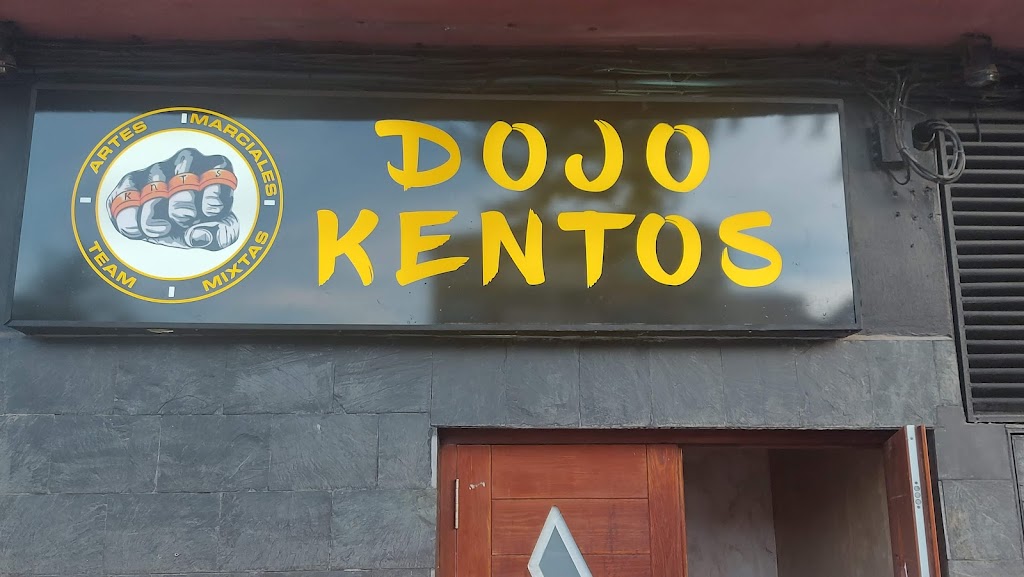 ARTES MARCIALES
MIXTAS TEAM
KATS
DOJO
KENTOS